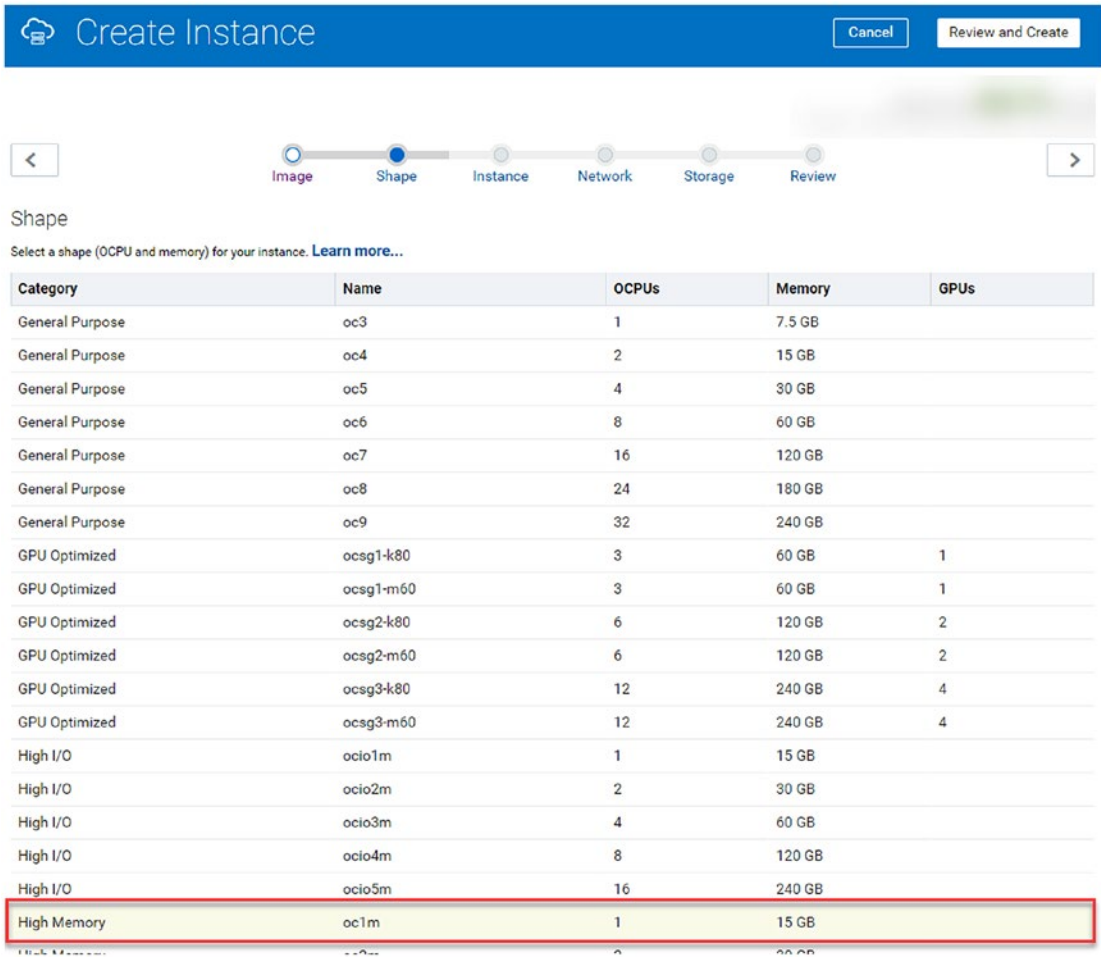 Create Instance Cancel Review and Create
Image Shape Instance Network Storage Review
Shape
Select a shape (OCPU and memory) for your instance. Learn more...
Category Name OCPUs Memory GPUs
General Purpose oc3 1 7.5 GB
General Purpose oc4 2 15 GB
General Purpose oc5 4 30 GB
General Purpose oc6 8 60 GB
General Purpose oc7 16 120 GB
General Purpose oc8 24 180 GB
General Purpose oc9 32 240 GB
GPU Optimized ocsg1-k80 3 60 GB 1
GPU Optimized ocsg1-m60 3 60 GB 1
GPU Optimized ocsg2-k80 6 120 GB 2
GPU Optimized ocsg2-m60 6 120 GB 2
GPU Optimized ocsg3-k80 12 240 GB 4
GPU Optimized ocsg3-m60 12 240 GB 4
High I/O ocio1m 1 15 GB
High I/O ocio2m 2 30 GB
High I/O ocio3m 4 60 GB
High I/O ocio4m 8 120 GB
High I/O ocio5m 16 240 GB
High Memory oc1m 1 15 GB